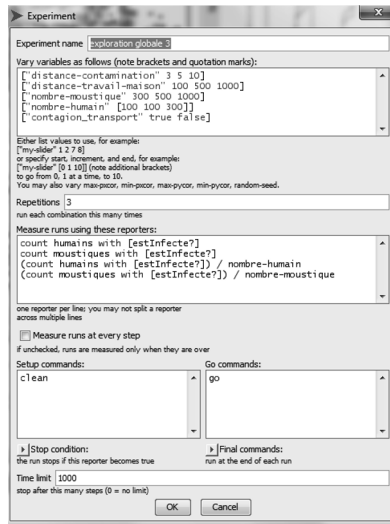 Experiment
Experiment name exploration globale 3
Vary variables as follows (note brackets and quotation marks):
["distance-contamination" 3 5 10]
["distance-travail-maison" 100 500 1000]
["nombre-moustique" 300 500 1000]
["nombre-humain" [100 100 300]]
["contagion_transport" true false]
Either list values to use, for example:
["my-slider" 1 2 7 8]
or specify start, increment, and end, for example:
["my-slider" [0 1 10]] (note additional brackets)
to go from 0, 1 at a time, to 10.
You may also vary max-pxcor, min-pxcor, max-pycor, min-pycor, random-seed.
Repetitions 3
run each combination this many times
Measure runs using these reporters:
count humains with [estInfecte?]
count moustiques with [estInfecte?]
(count humains with [estInfecte?]) / nombre-humain
(count moustiques with [estInfecte?]) / nombre-moustique
one reporter per line; you may not split a reporter
across multiple lines
Measure runs at every step
if unchecked, runs are measured only when they are over
Setup commands: Go commands:
clean go
Stop condition: Final commands:
the run stops if this reporter becomes true run at the end of each run
Time limit 1000
stop after this many steps (0 = no limit)
OK Cancel